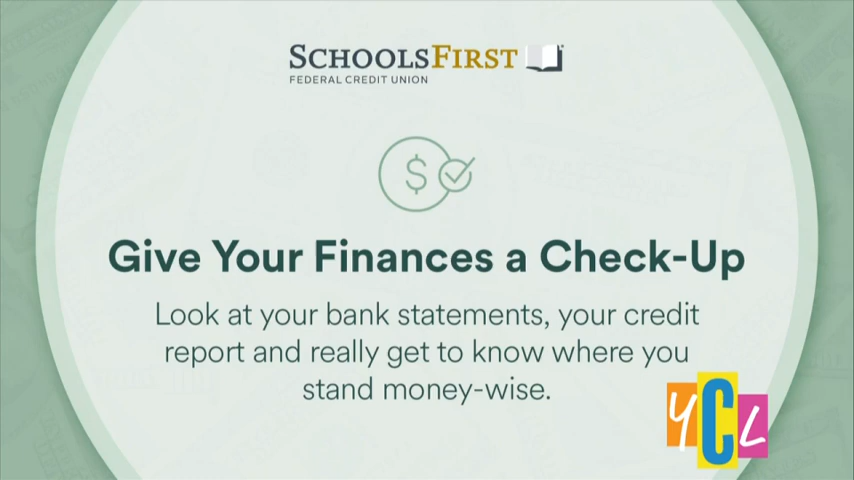 SCHOOLSFIRST
FEDERAL CREDIT UNION
$
Give Your Finances a Check-Up
Look at your bank statements, your credit
report and really get to know where you
stand money-wise.
YCL